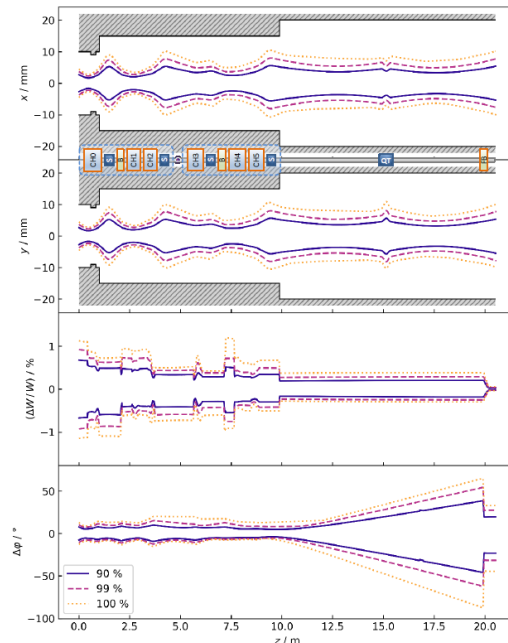 20
10
0
−10
−20
x / mm
CH0
S
B
CH1
CH2
S
CH3
S
B
CH4
CH5
S
QT
B
20
10
0
−10
−20
y / mm
1
0
−1
(ΔW/W) / %
50
0
−50
−100
Δφ / °
90 %
99 %
100 %
0.0 2.5 5.0 7.5 10.0 12.5 15.0 17.5 20.0
z / m